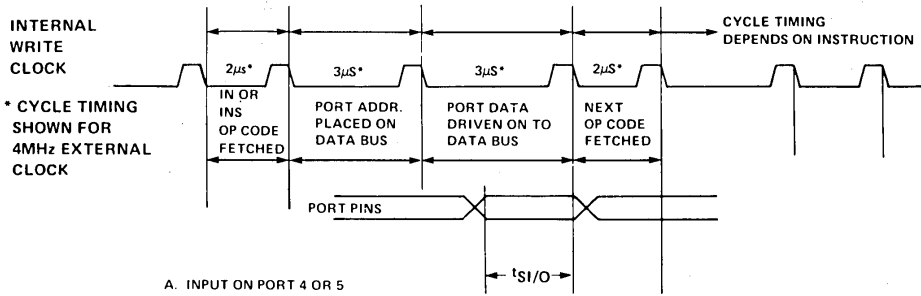 INTERNAL
WRITE
CLOCK
CYCLE TIMING
DEPENDS ON INSTRUCTION
2μs*
3μS*
3μS*
2μS*
* CYCLE TIMING
SHOWN FOR
4MHz EXTERNAL
CLOCK
IN OR
INS
OP CODE
FETCHED
PORT ADDR.
PLACED ON
DATA BUS
PORT DATA
DRIVEN ON TO
DATA BUS
NEXT
OP CODE
FETCHED
PORT PINS
tSI/O
A. INPUT ON PORT 4 OR 5